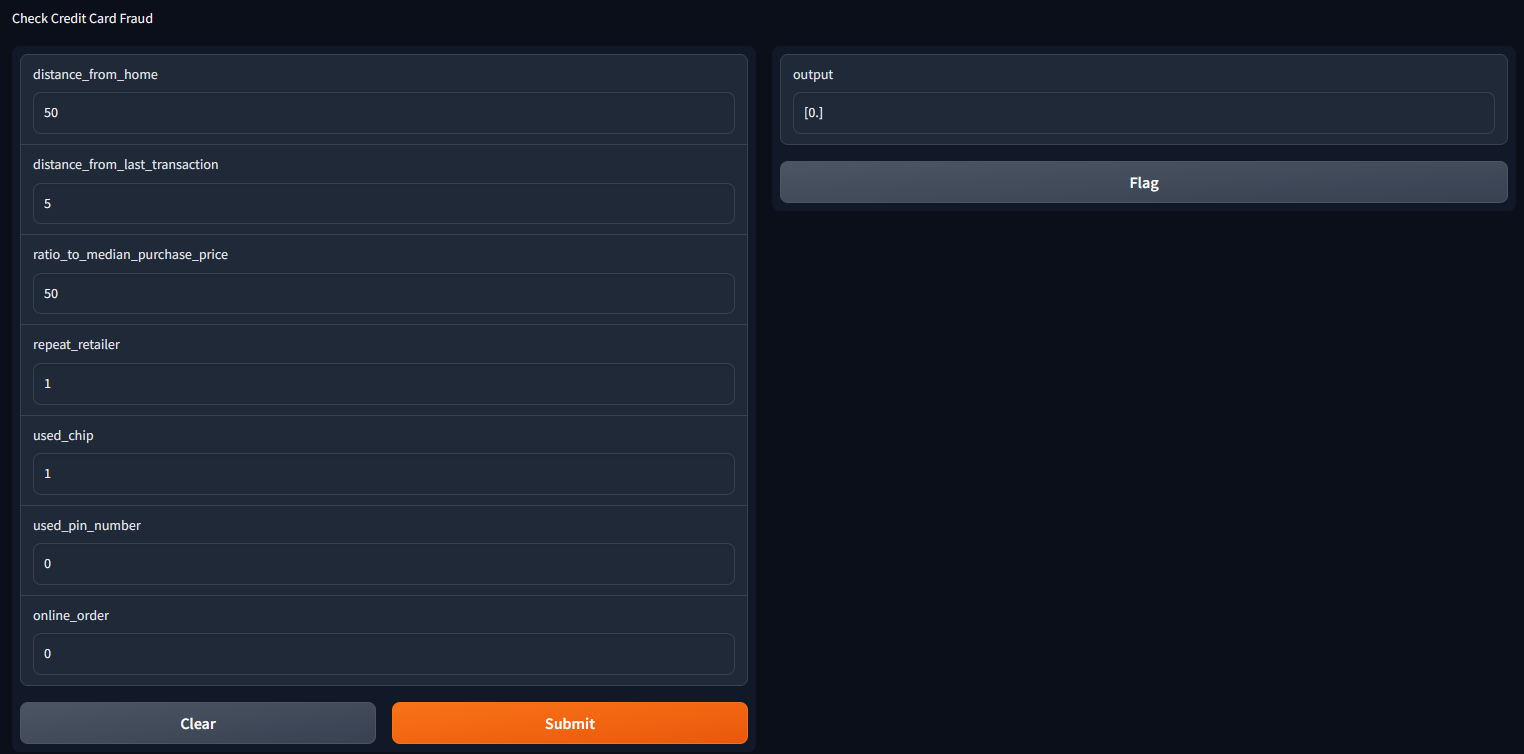 Check Credit Card Fraud
distance_from_home
50
distance_from_last_transaction
5
ratio_to_median_purchase_price
50
repeat_retailer
1
used_chip
1
used_pin_number
0
online_order
0
Clear
Submit
output
[0.]
Flag